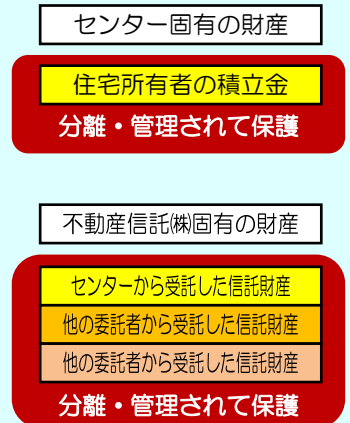 センター固有の財産
住宅所有者の積立金
分離・管理されて保護
不動産信託㈱固有の財産
センターから受託した信託財産
他の委託者から受託した信託財産
他の委託者から受託した信託財産
分離・管理されて保護